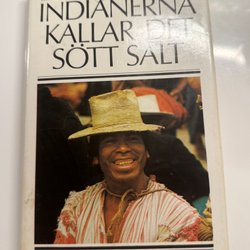 INDIANERNA
KALLAR DET
SÖTT SALT